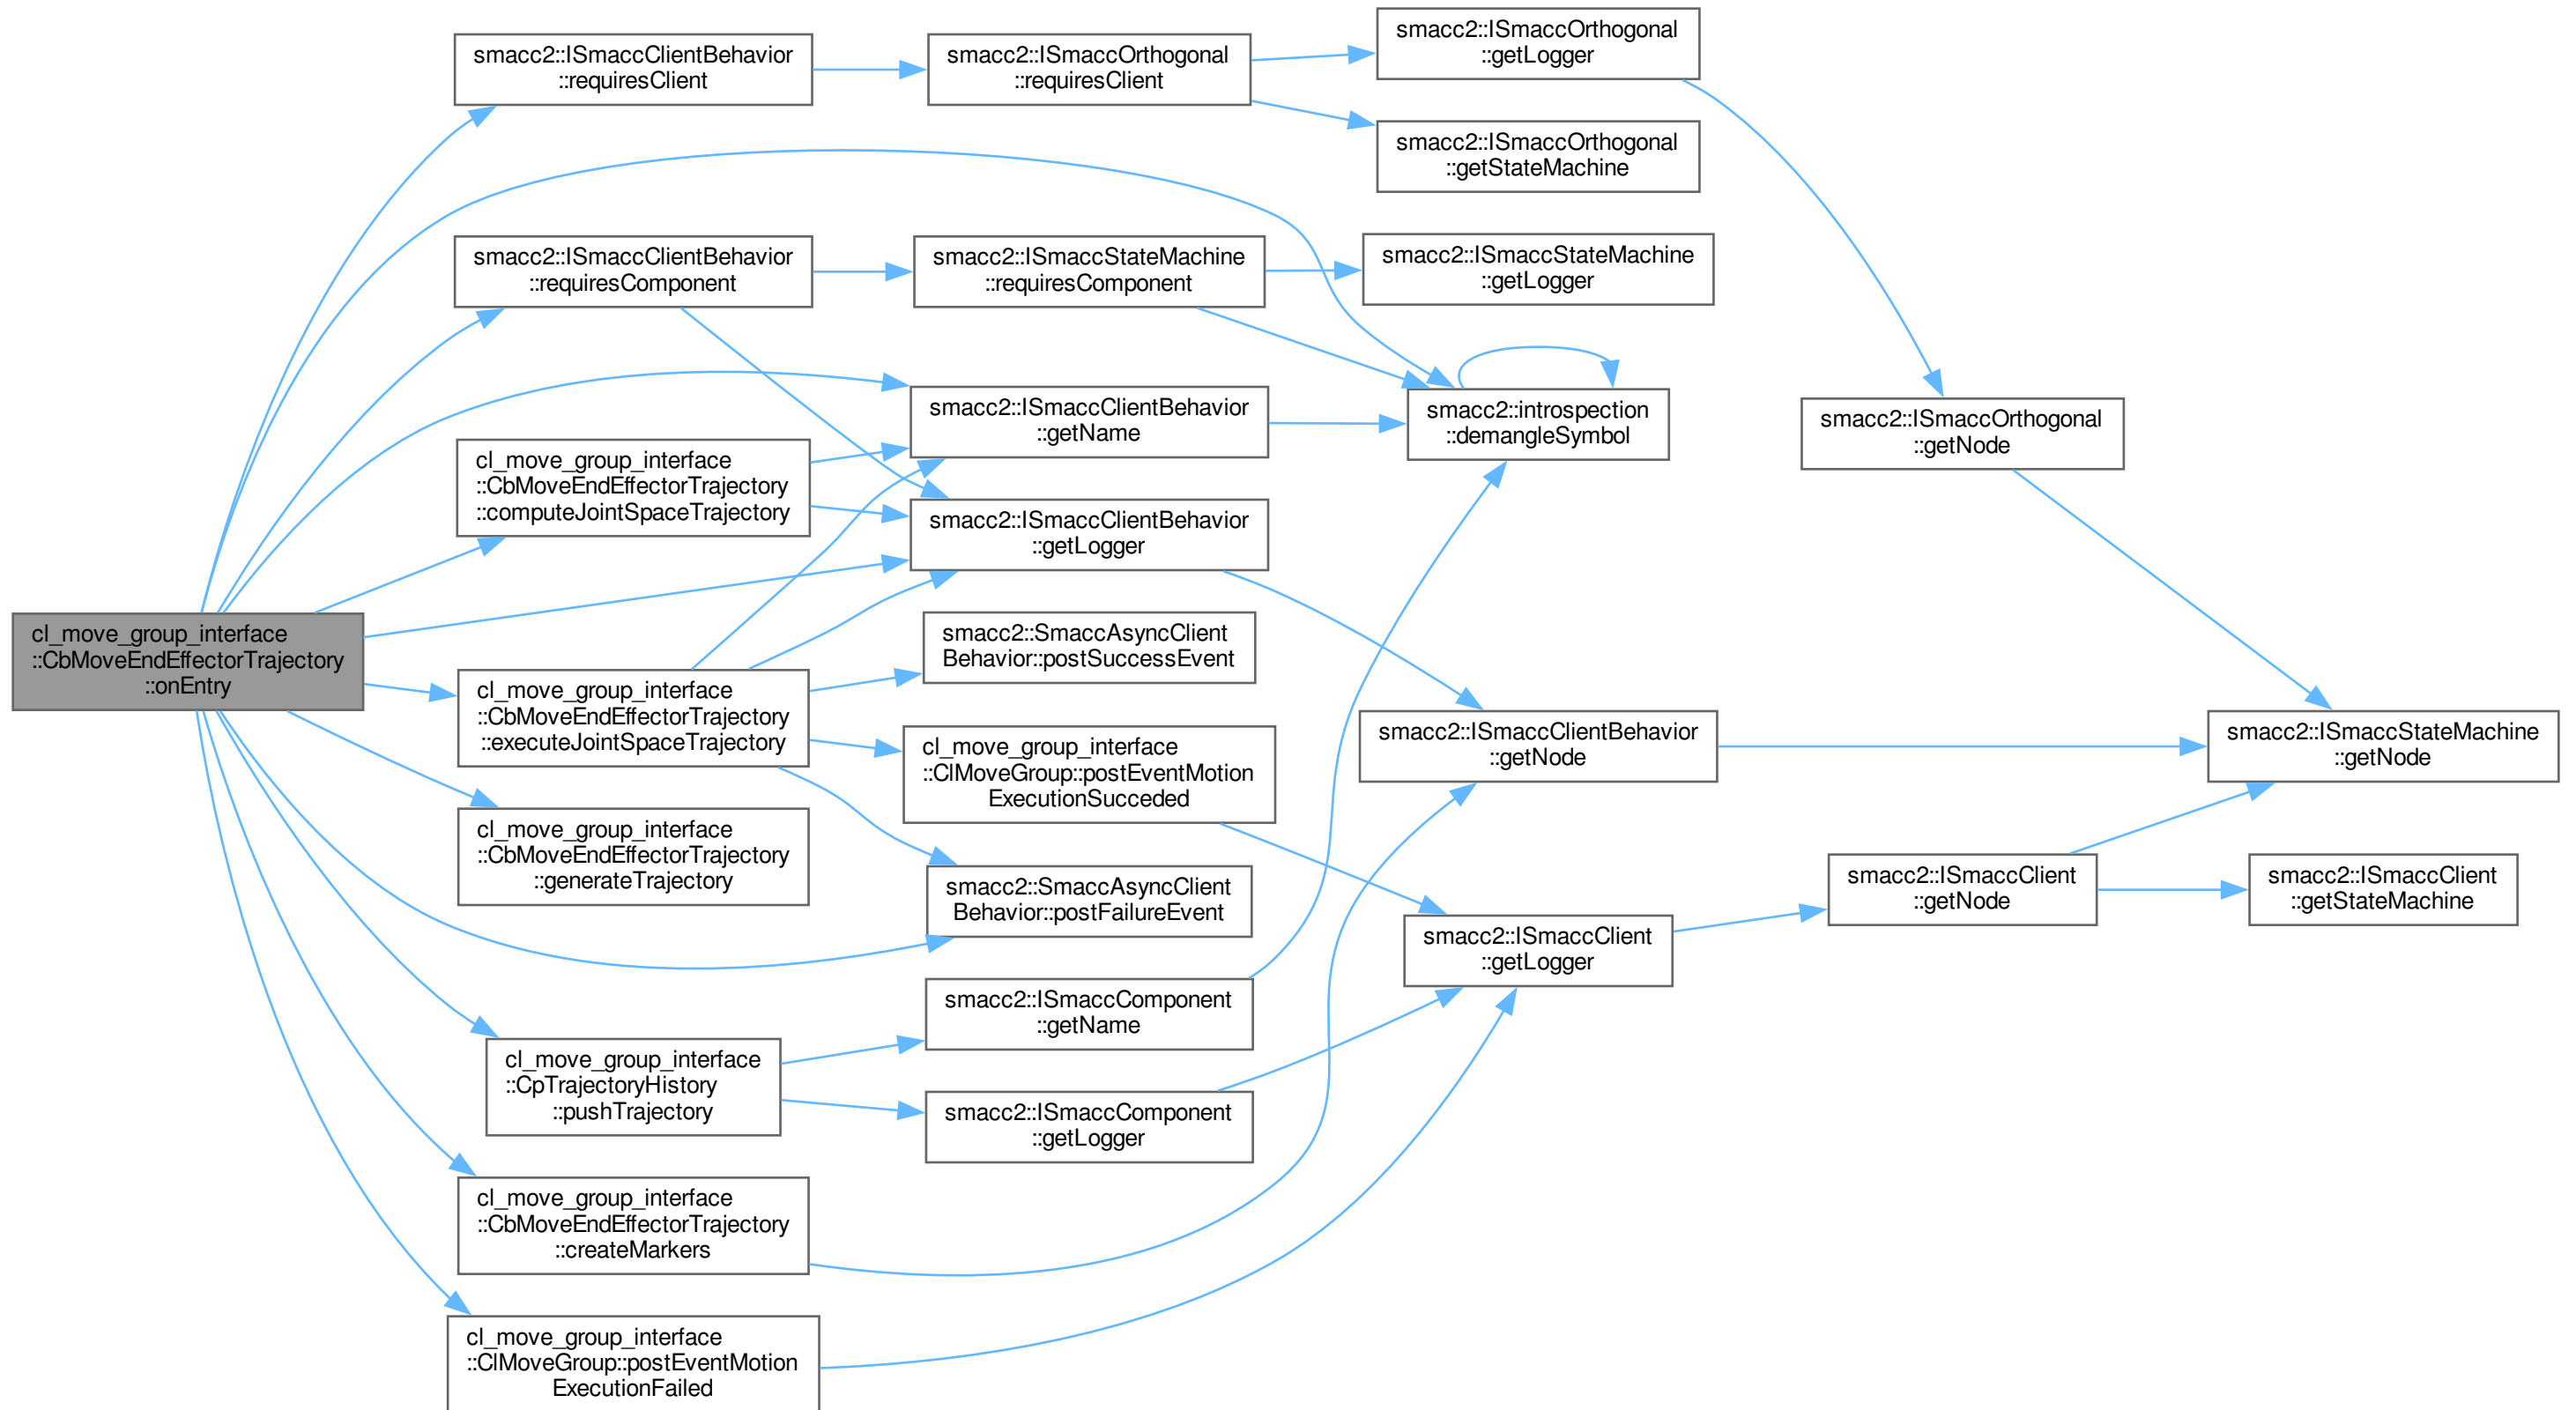 cl_move_group_interface
::CbMoveEndEffectorTrajectory
::onEntry
smacc2::ISmaccClientBehavior
::requiresClient
smacc2::ISmaccClientBehavior
::requiresComponent
cl_move_group_interface
::CbMoveEndEffectorTrajectory
::computeJointSpaceTrajectory
cl_move_group_interface
::CbMoveEndEffectorTrajectory
::executeJointSpaceTrajectory
cl_move_group_interface
::CbMoveEndEffectorTrajectory
::generateTrajectory
cl_move_group_interface
::CpTrajectoryHistory
::pushTrajectory
cl_move_group_interface
::CbMoveEndEffectorTrajectory
::createMarkers
cl_move_group_interface
::ClMoveGroup::postEventMotion
ExecutionFailed
smacc2::ISmaccOrthogonal
::requiresClient
smacc2::ISmaccStateMachine
::requiresComponent
smacc2::ISmaccClientBehavior
::getName
smacc2::ISmaccClientBehavior
::getLogger
smacc2::SmaccAsyncClient
Behavior::postSuccessEvent
cl_move_group_interface
::ClMoveGroup::postEventMotion
ExecutionSucceded
smacc2::SmaccAsyncClient
Behavior::postFailureEvent
smacc2::ISmaccComponent
::getName
smacc2::ISmaccComponent
::getLogger
smacc2::ISmaccOrthogonal
::getLogger
smacc2::ISmaccOrthogonal
::getStateMachine
smacc2::ISmaccStateMachine
::getLogger
smacc2::introspection
::demangleSymbol
smacc2::ISmaccClientBehavior
::getNode
smacc2::ISmaccClient
::getLogger
smacc2::ISmaccOrthogonal
::getNode
smacc2::ISmaccClient
::getNode
smacc2::ISmaccStateMachine
::getNode
smacc2::ISmaccClient
::getStateMachine